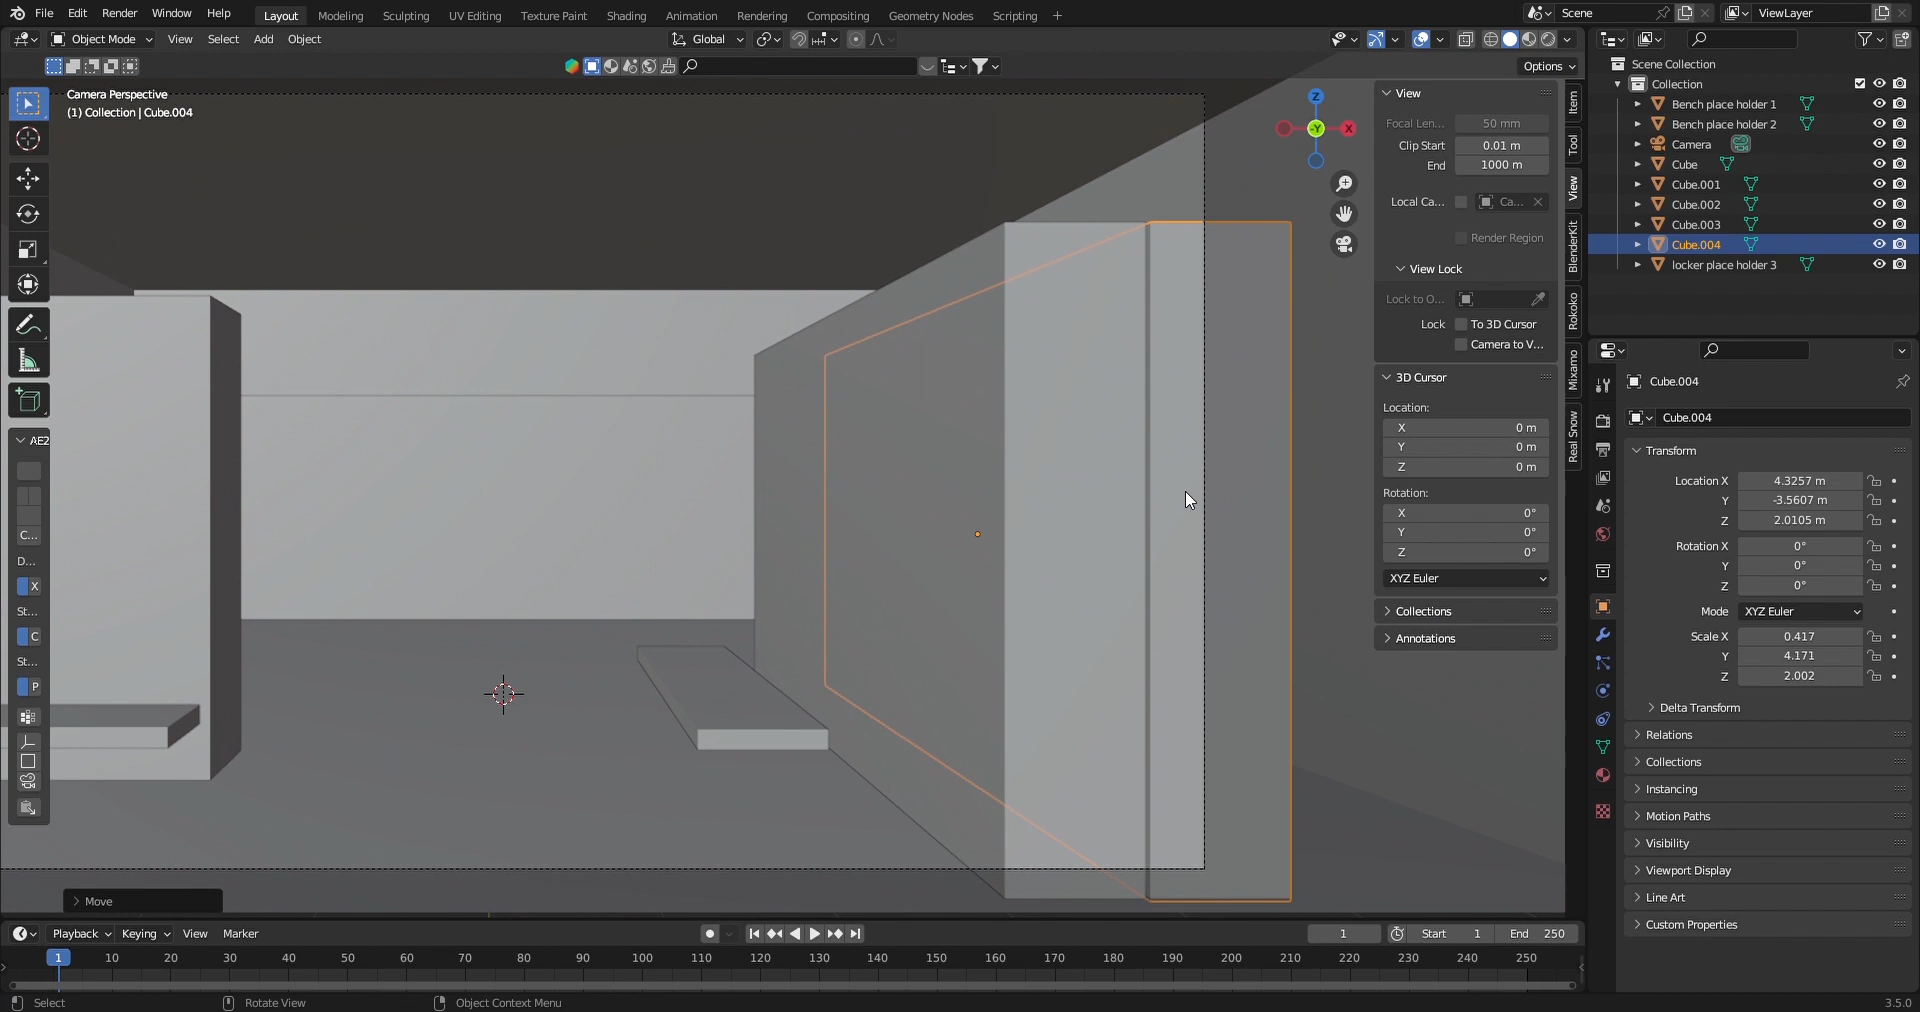 File Edit Render Window Help
Layout Modeling Sculpting UV Editing Texture Paint Shading Animation Rendering Compositing Geometry Nodes Scripting +
Scene
ViewLayer
Object Mode View Select Add Object
Global
Options
Camera Perspective
(1) Collection | Cube.004
Z
-Y X
View
Focal Len... 50 mm
Clip Start 0.01 m
End 1000 m
Local Ca... Ca...
Render Region
View Lock
Lock to O...
Lock To 3D Cursor
Camera to V...
3D Cursor
Location:
X 0 m
Y 0 m
Z 0 m
Rotation:
X 0°
Y 0°
Z 0°
XYZ Euler
Collections
Annotations
Item
Tool
View
BlenderKit
Rokoko
Mixamo
Real Snow
AE2
C...
D...
X
St...
C
St...
P
Move
Scene Collection
Collection
Bench place holder 1
Bench place holder 2
Camera
Cube
Cube.001
Cube.002
Cube.003
Cube.004
locker place holder 3
Cube.004
Cube.004
Transform
Location X 4.3257 m
Y -3.5607 m
Z 2.0105 m
Rotation X 0°
Y 0°
Z 0°
Mode XYZ Euler
Scale X 0.417
Y 4.171
Z 2.002
Delta Transform
Relations
Collections
Instancing
Motion Paths
Visibility
Viewport Display
Line Art
Custom Properties
Playback Keying View Marker
1 Start 1 End 250
1 10 20 30 40 50 60 70 80 90 100 110 120 130 140 150 160 170 180 190 200 210 220 230 240 250
Select Rotate View Object Context Menu
3.5.0